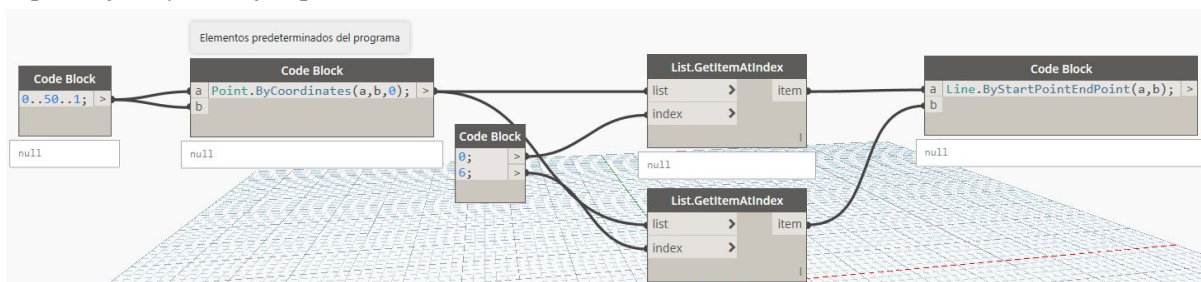 Elementos predeterminados del programa
Code Block
0..50..1; >
null
Code Block
a Point.ByCoordinates(a,b,0); >
b
null
Code Block
0; >
6; >
List.GetItemAtIndex
list > item
index >
l
null
List.GetItemAtIndex
list > item
index >
l
Code Block
a Line.ByStartPointEndPoint(a,b); >
b
null